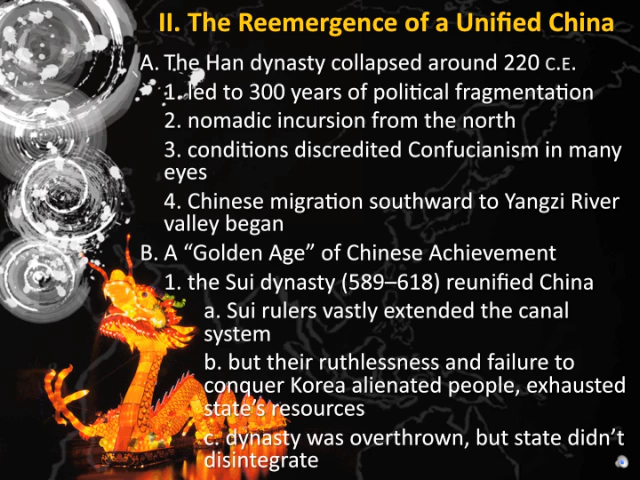 II. The Reemergence of a Unified China
A. The Han dynasty collapsed around 220 C.E.
1. led to 300 years of political fragmentation
2. nomadic incursion from the north
3. conditions discredited Confucianism in many
eyes
4. Chinese migration southward to Yangzi River
valley began
B. A “Golden Age” of Chinese Achievement
1. the Sui dynasty (589–618) reunified China
a. Sui rulers vastly extended the canal
system
b. but their ruthlessness and failure to
conquer Korea alienated people, exhausted
state’s resources
c. dynasty was overthrown, but state didn’t
disintegrate